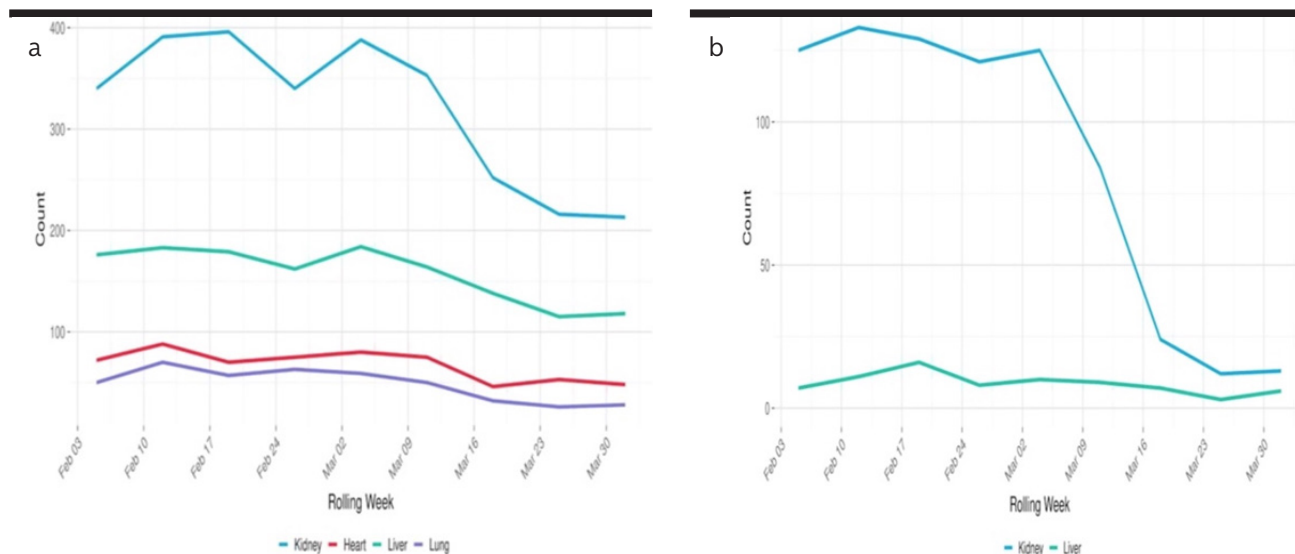 a
400
300
200
100
Count
Feb 03
Feb 10
Feb 17
Feb 24
Mar 02
Mar 09
Mar 16
Mar 23
Mar 30
Rolling Week
Kidney Heart Liver Lung
b
100
50
0
Count
Feb 03
Feb 10
Feb 17
Feb 24
Mar 02
Mar 09
Mar 16
Mar 23
Mar 30
Rolling Week
Kidney Liver